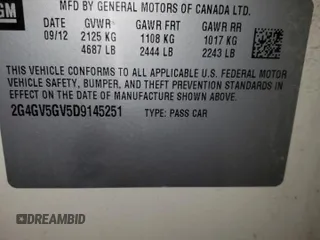 GM
MFD BY GENERAL MOTORS OF CANADA LTD.
DATE GVWR GAWR FRT GAWR RR
09/12 2125 KG 1108 KG 1017 KG
4687 LB 2444 LB 2243 LB
THIS VEHICLE CONFORMS TO ALL APPLICABLE U.S. FEDERAL MOTOR
VEHICLE SAFETY, BUMPER, AND THEFT PREVENTION STANDARDS IN
EFFECT ON THE DATE OF MANUFACTURE SHOWN ABOVE.
2G4GV5GV5D9145251 TYPE: PASS CAR
DREAMBID